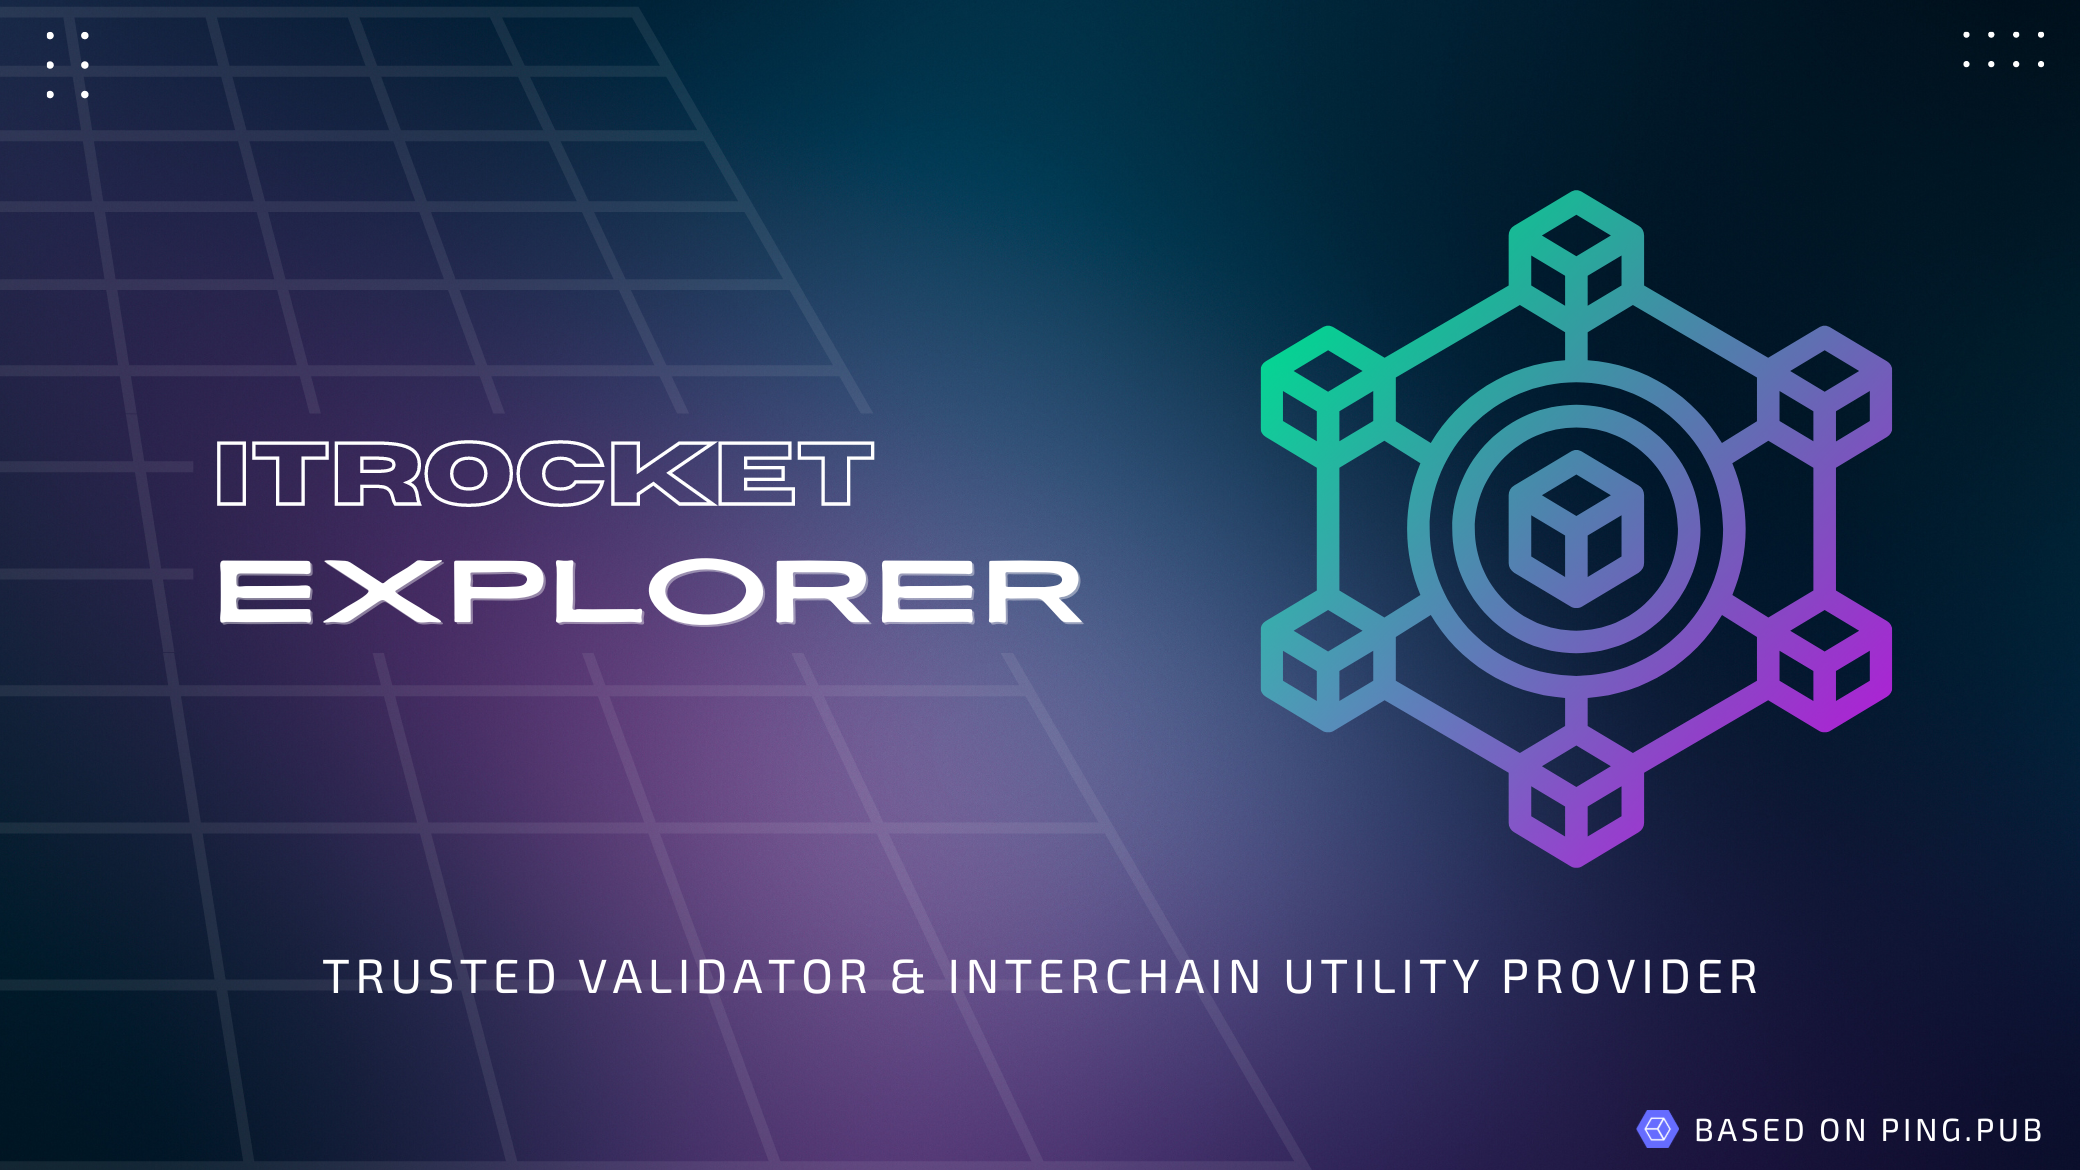 ITROCKET
EXPLORER
TRUSTED VALIDATOR & INTERCHAIN UTILITY PROVIDER
BASED ON PING.PUB